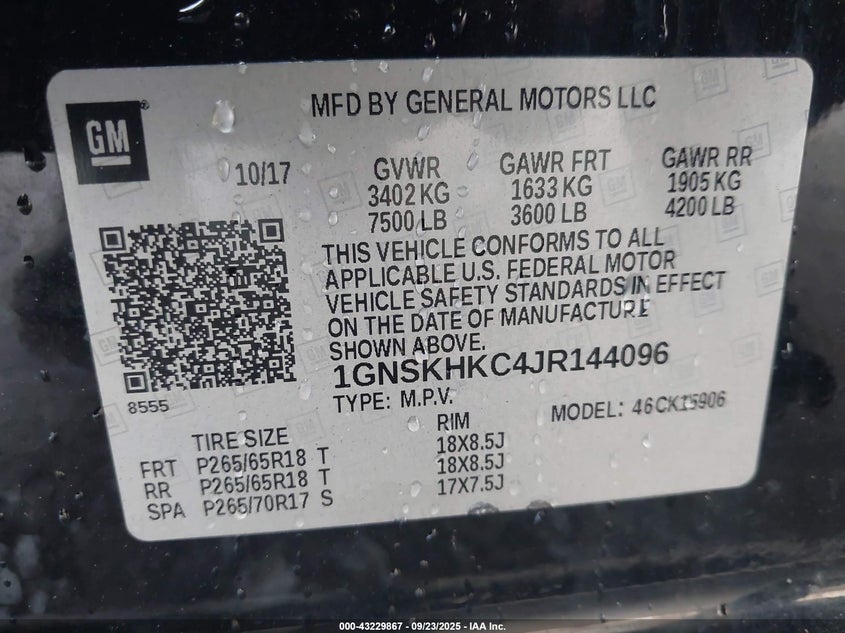 GM
MFD BY GENERAL MOTORS LLC
10/17
GVWR GAWR FRT GAWR RR
3402 KG 1633 KG 1905 KG
7500 LB 3600 LB 4200 LB
THIS VEHICLE CONFORMS TO ALL
APPLICABLE U.S. FEDERAL MOTOR
VEHICLE SAFETY STANDARDS IN EFFECT
ON THE DATE OF MANUFACTURE
SHOWN ABOVE.
1GNSKHKC4JR144096
8555
TYPE: M.P.V. MODEL: 46CK15906
TIRE SIZE RIM
FRT P265/65R18 T 18X8.5J
RR P265/65R18 T 18X8.5J
SPA P265/70R17 S 17X7.5J
000-43229867 - 09/23/2025 - IAA Inc.